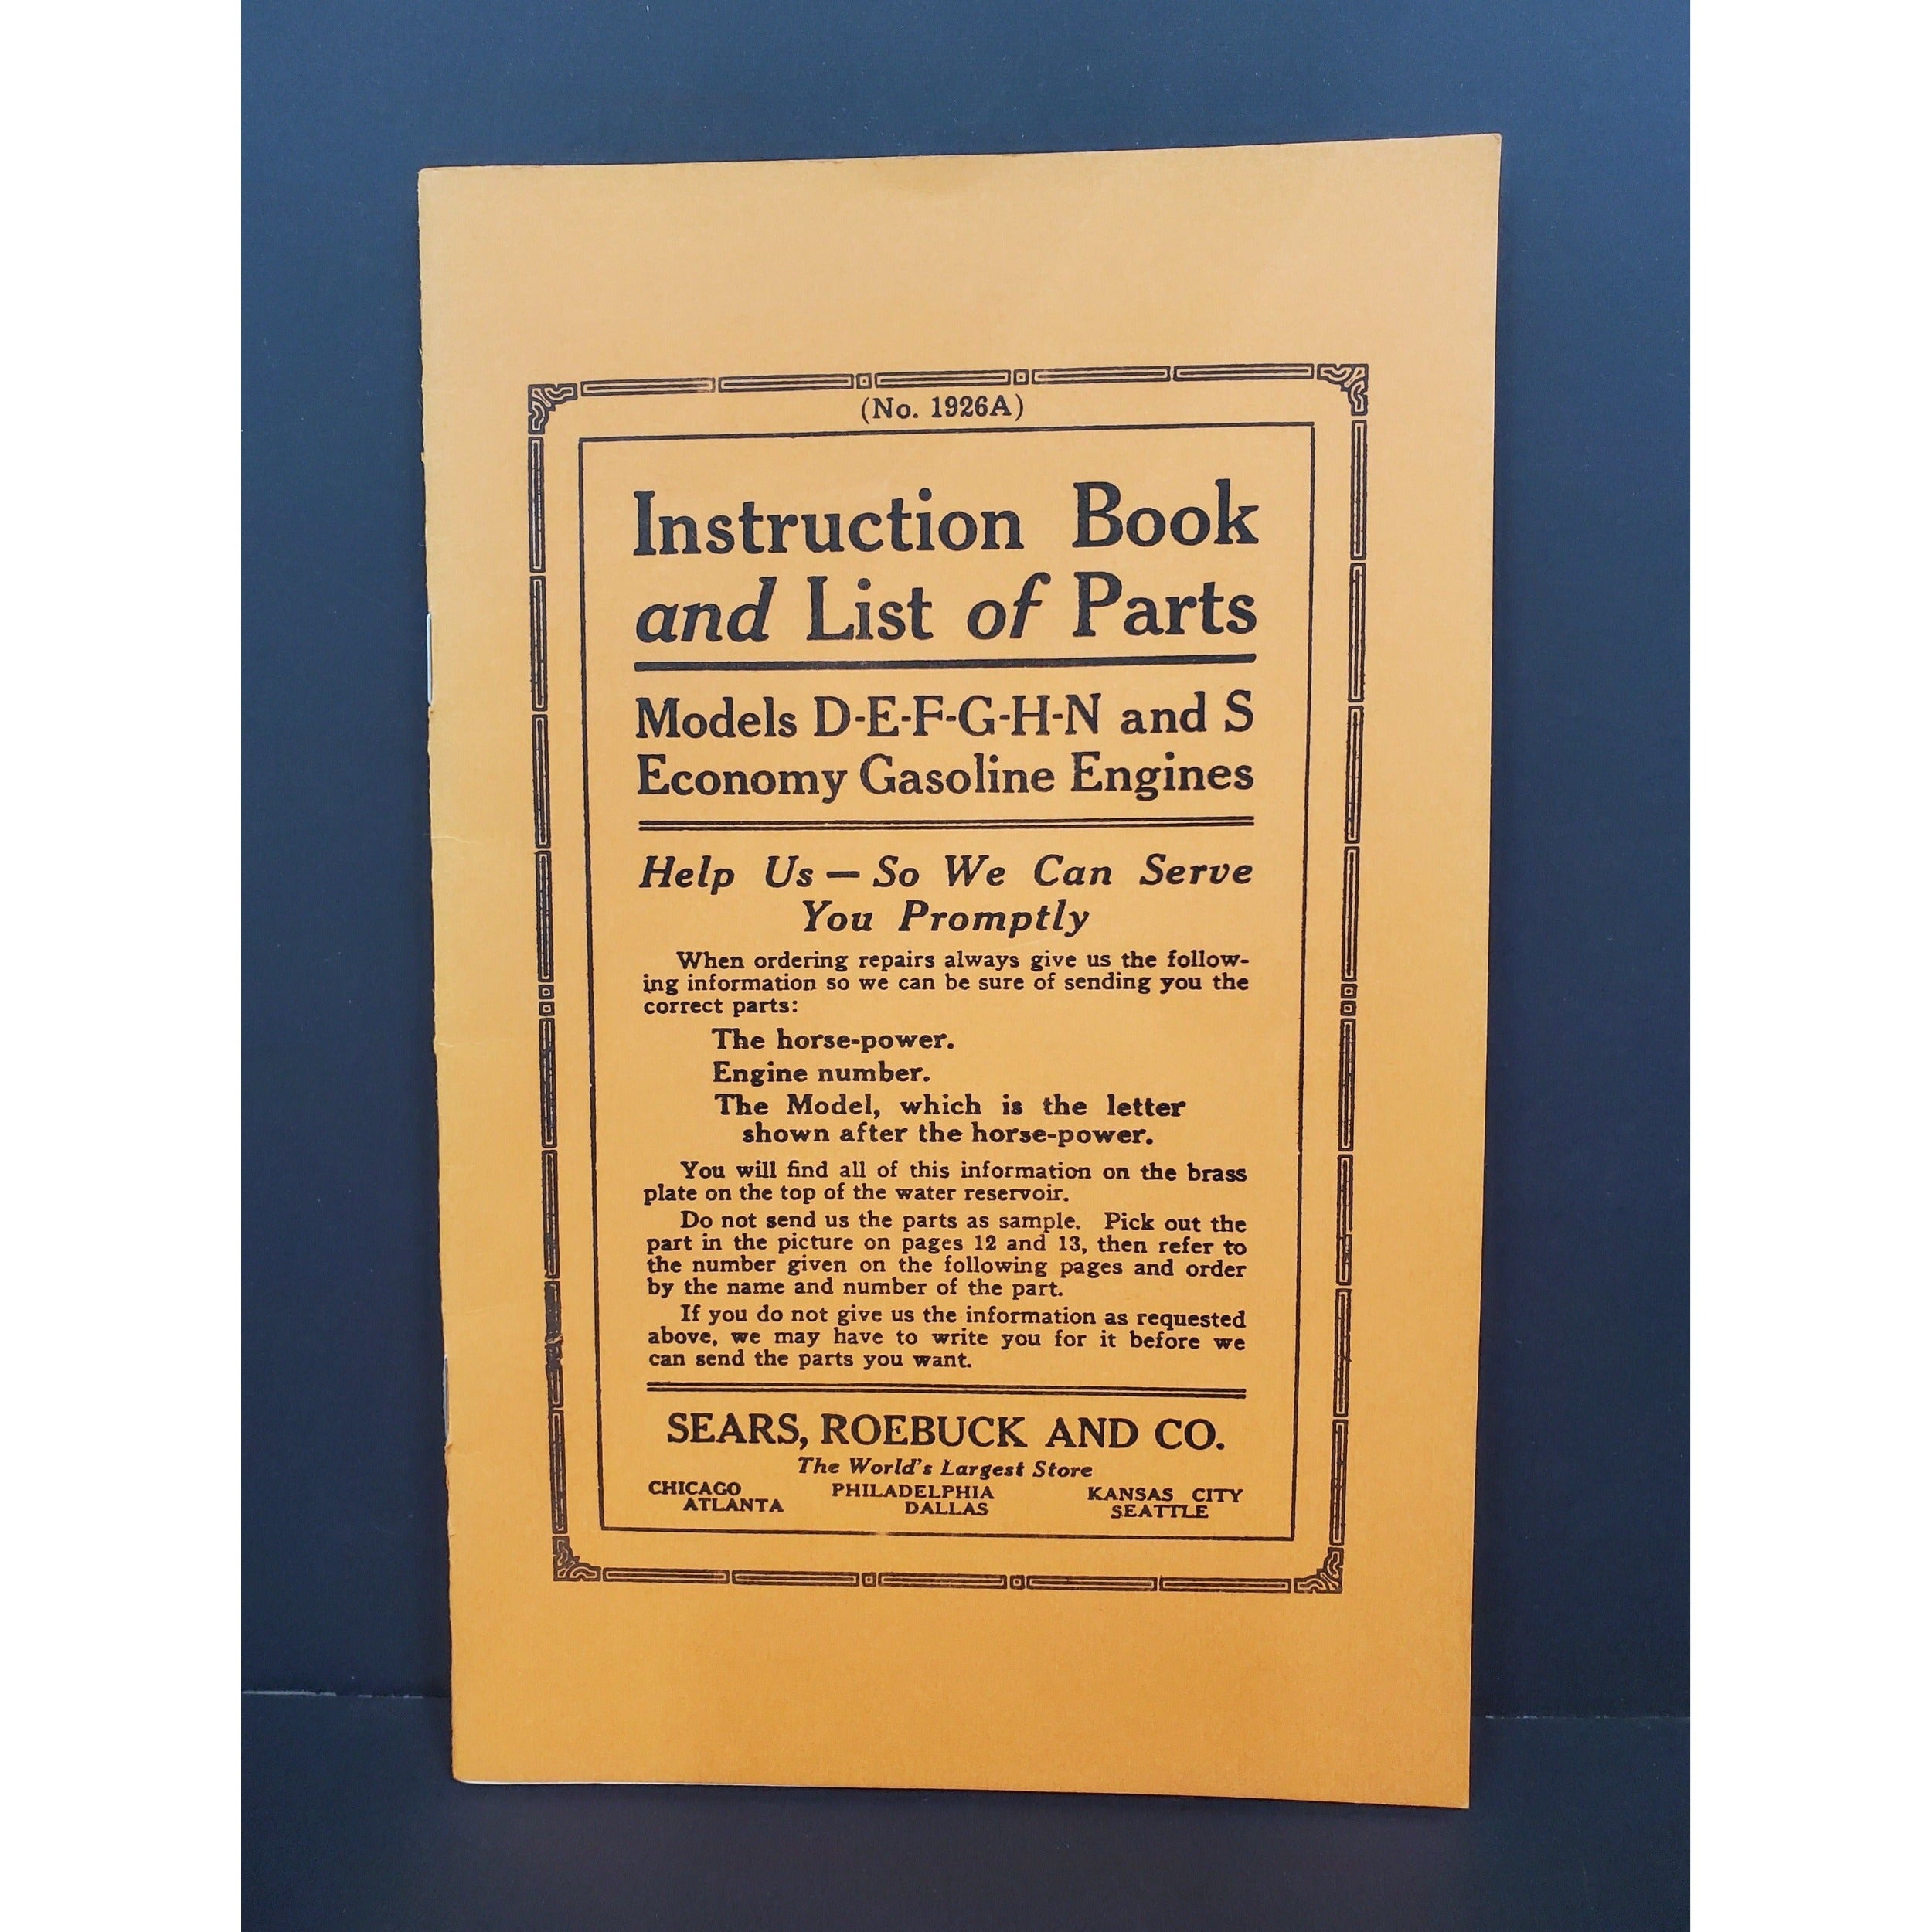 (No. 1926A)
Instruction Book
and List of Parts
Models D-E-F-G-H-N and S
Economy Gasoline Engines
Help Us — So We Can Serve
You Promptly
When ordering repairs always give us the follow-
ing information so we can be sure of sending you the
correct parts:
The horse-power.
Engine number.
The Model, which is the letter
shown after the horse-power.
You will find all of this information on the brass
plate on the top of the water reservoir.
Do not send us the parts as sample. Pick out the
part in the picture on pages 12 and 13, then refer to
the number given on the following pages and order
by the name and number of the part.
If you do not give us the information as requested
above, we may have to write you for it before we
can send the parts you want.
SEARS, ROEBUCK AND CO.
The World's Largest Store
CHICAGO PHILADELPHIA KANSAS CITY
ATLANTA DALLAS SEATTLE